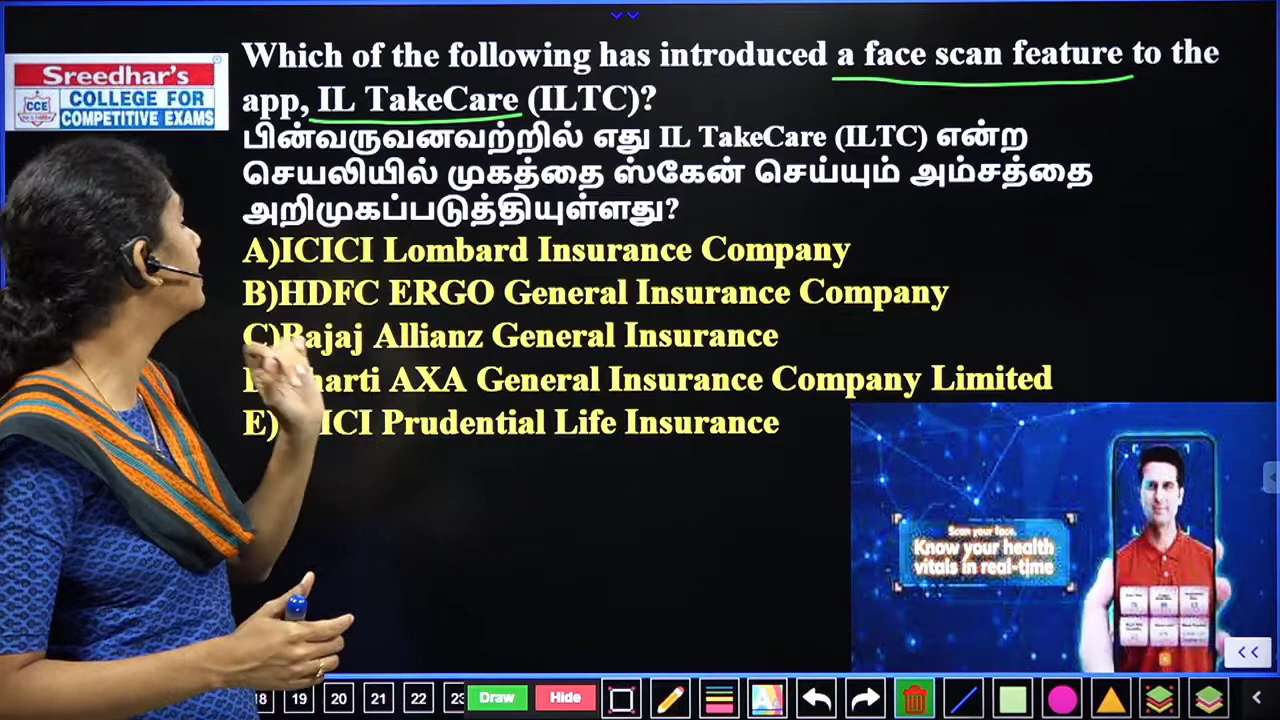 Which of the following has introduced a face scan feature to the
app, IL TakeCare (ILTC)?
பின்வருவனவற்றில் எது IL TakeCare (ILTC) என்ற
செயலியில் முகத்தை ஸ்கேன் செய்யும் அம்சத்தை
அறிமுகப்படுத்தியுள்ளது?
Sreedhar's
CCE
COLLEGE FOR
COMPETITIVE EXAMS
A)ICICI Lombard Insurance Company
B)HDFC ERGO General Insurance Company
C)Bajaj Allianz General Insurance
AXA General Insurance Company Limited
E) Prudential Life Insurance
Scan your face,
Know your health
vitals in real-time
18 19 20 21 22 23 Draw Hide